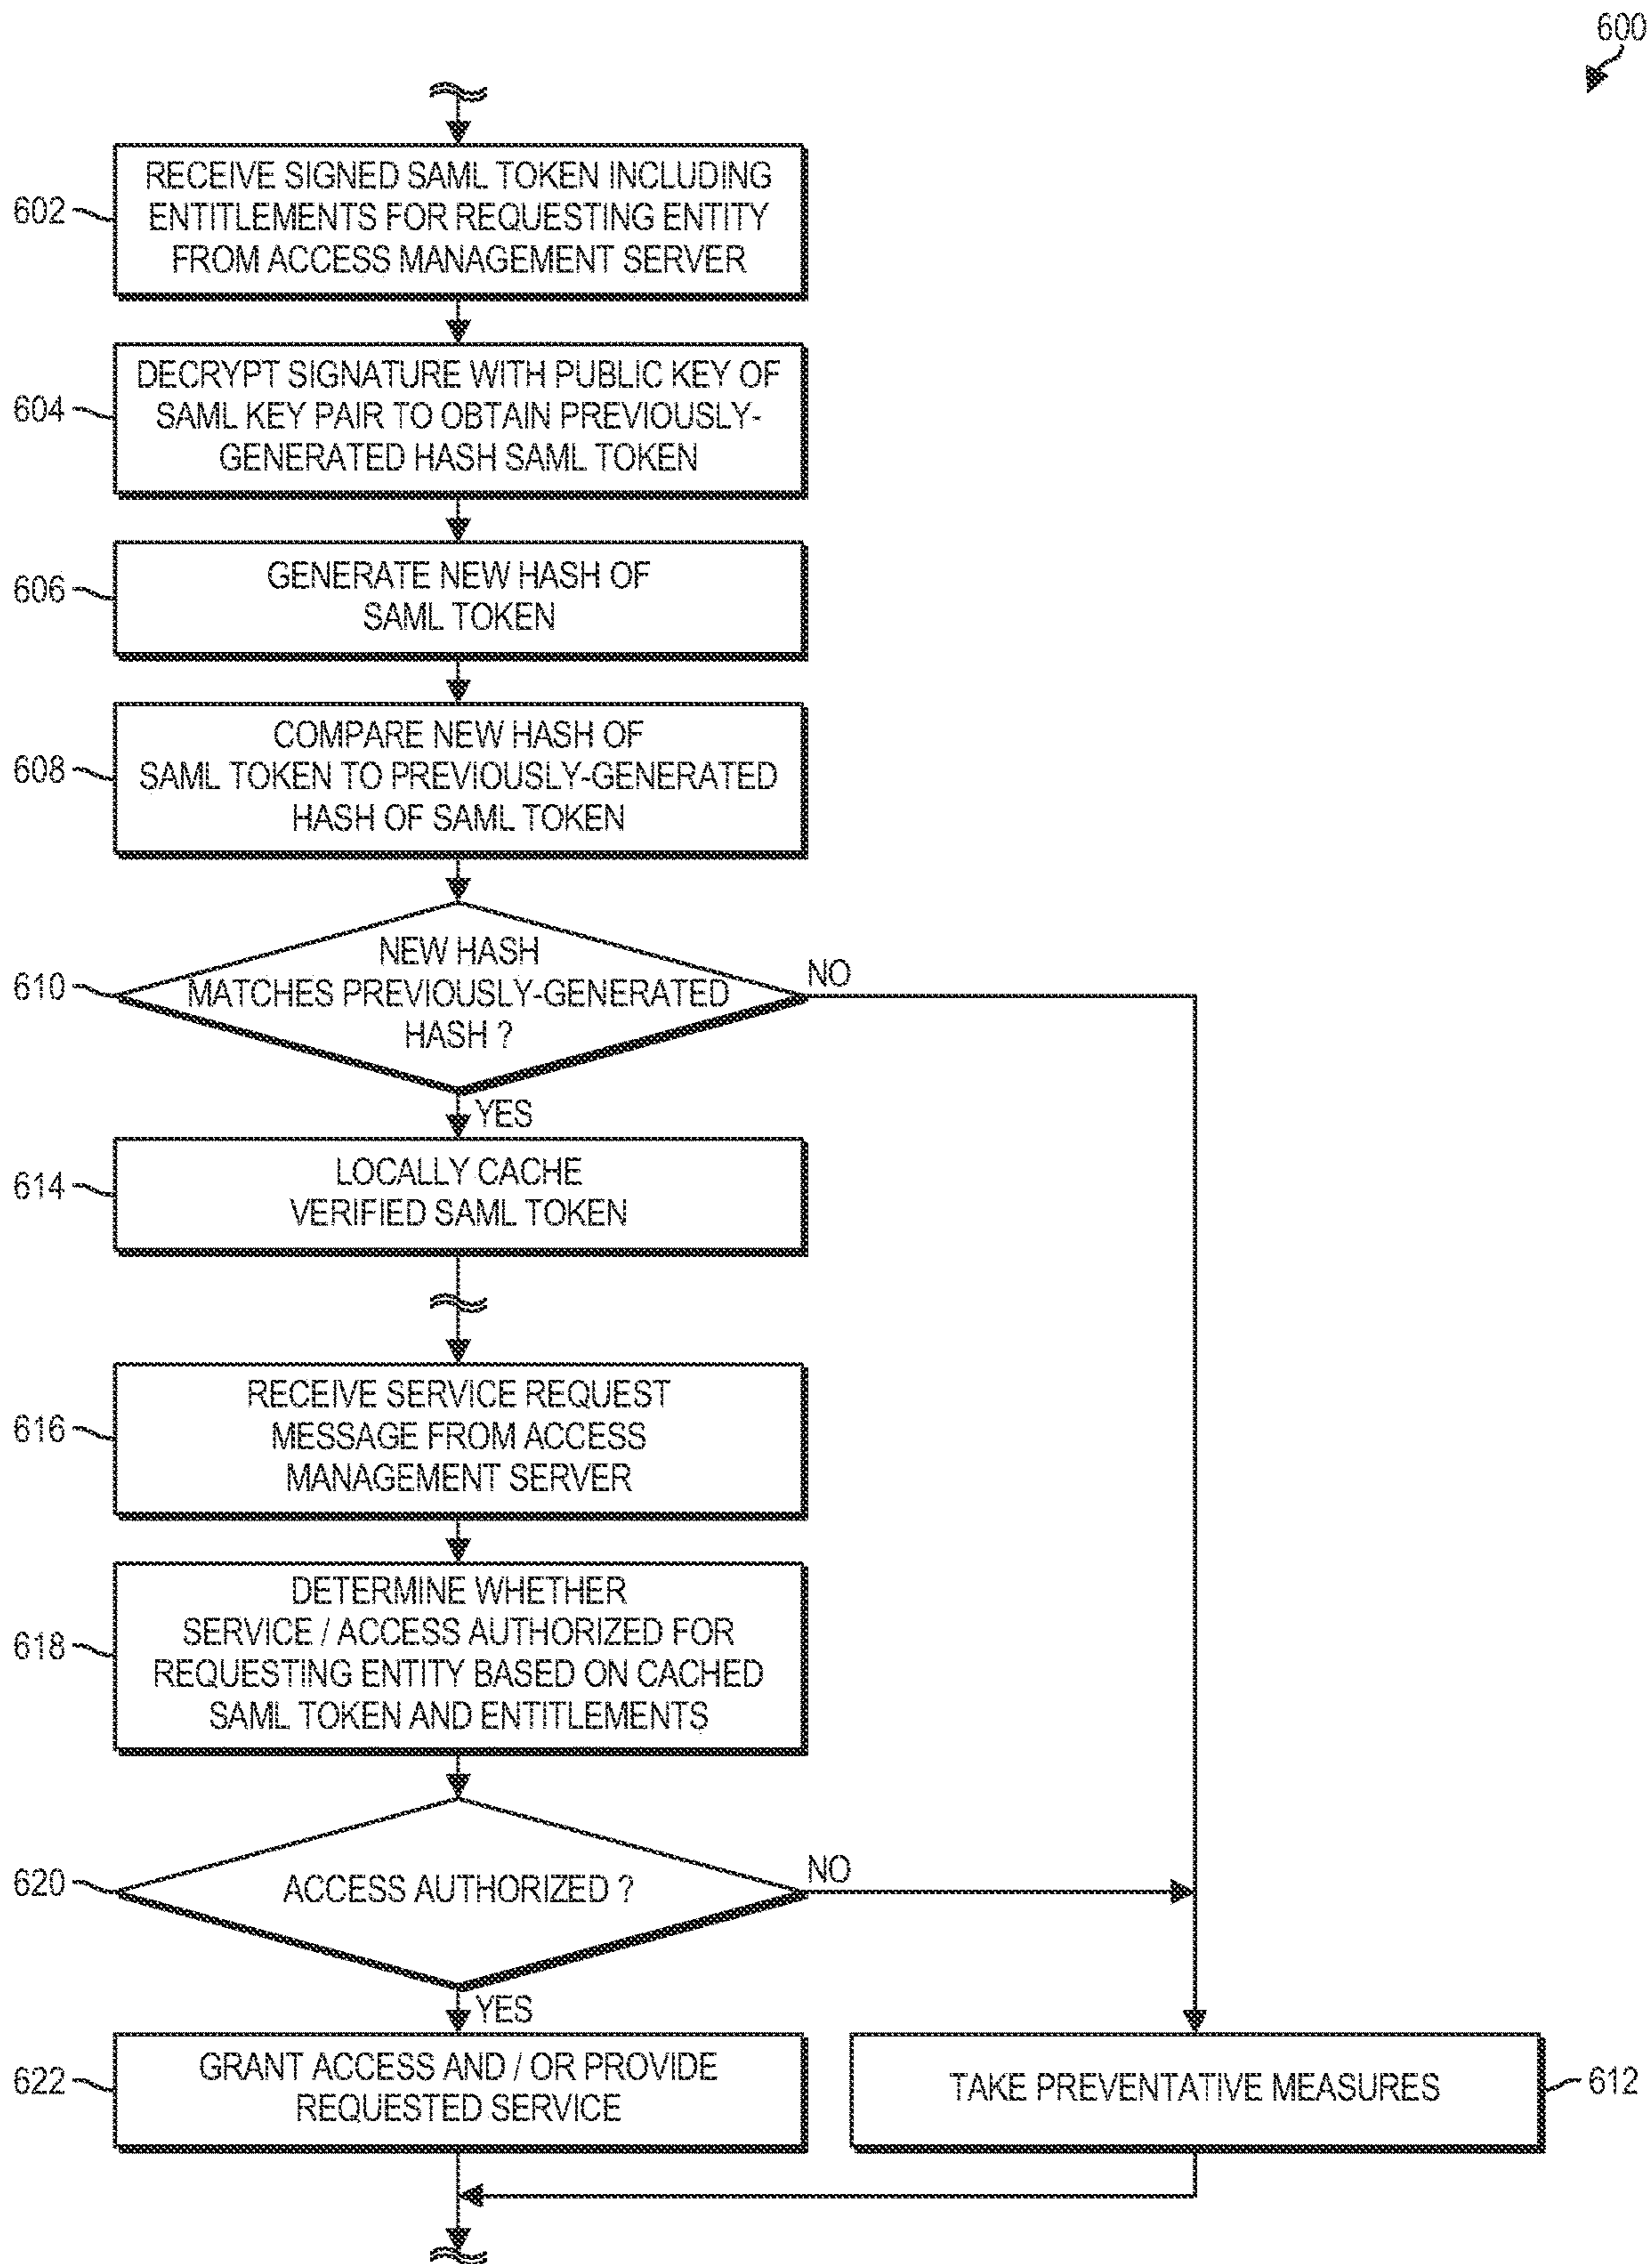 600
602
RECEIVE SIGNED SAML TOKEN INCLUDING
ENTITLEMENTS FOR REQUESTING ENTITY
FROM ACCESS MANAGEMENT SERVER
604
DECRYPT SIGNATURE WITH PUBLIC KEY OF
SAML KEY PAIR TO OBTAIN PREVIOUSLY-
GENERATED HASH SAML TOKEN
606
GENERATE NEW HASH OF
SAML TOKEN
608
COMPARE NEW HASH OF
SAML TOKEN TO PREVIOUSLY-GENERATED
HASH OF SAML TOKEN
610
NEW HASH
MATCHES PREVIOUSLY-GENERATED
HASH ?
NO
YES
614
LOCALLY CACHE
VERIFIED SAML TOKEN
616
RECEIVE SERVICE REQUEST
MESSAGE FROM ACCESS
MANAGEMENT SERVER
618
DETERMINE WHETHER
SERVICE / ACCESS AUTHORIZED FOR
REQUESTING ENTITY BASED ON CACHED
SAML TOKEN AND ENTITLEMENTS
620
ACCESS AUTHORIZED ?
NO
YES
622
GRANT ACCESS AND / OR PROVIDE
REQUESTED SERVICE
TAKE PREVENTATIVE MEASURES
612